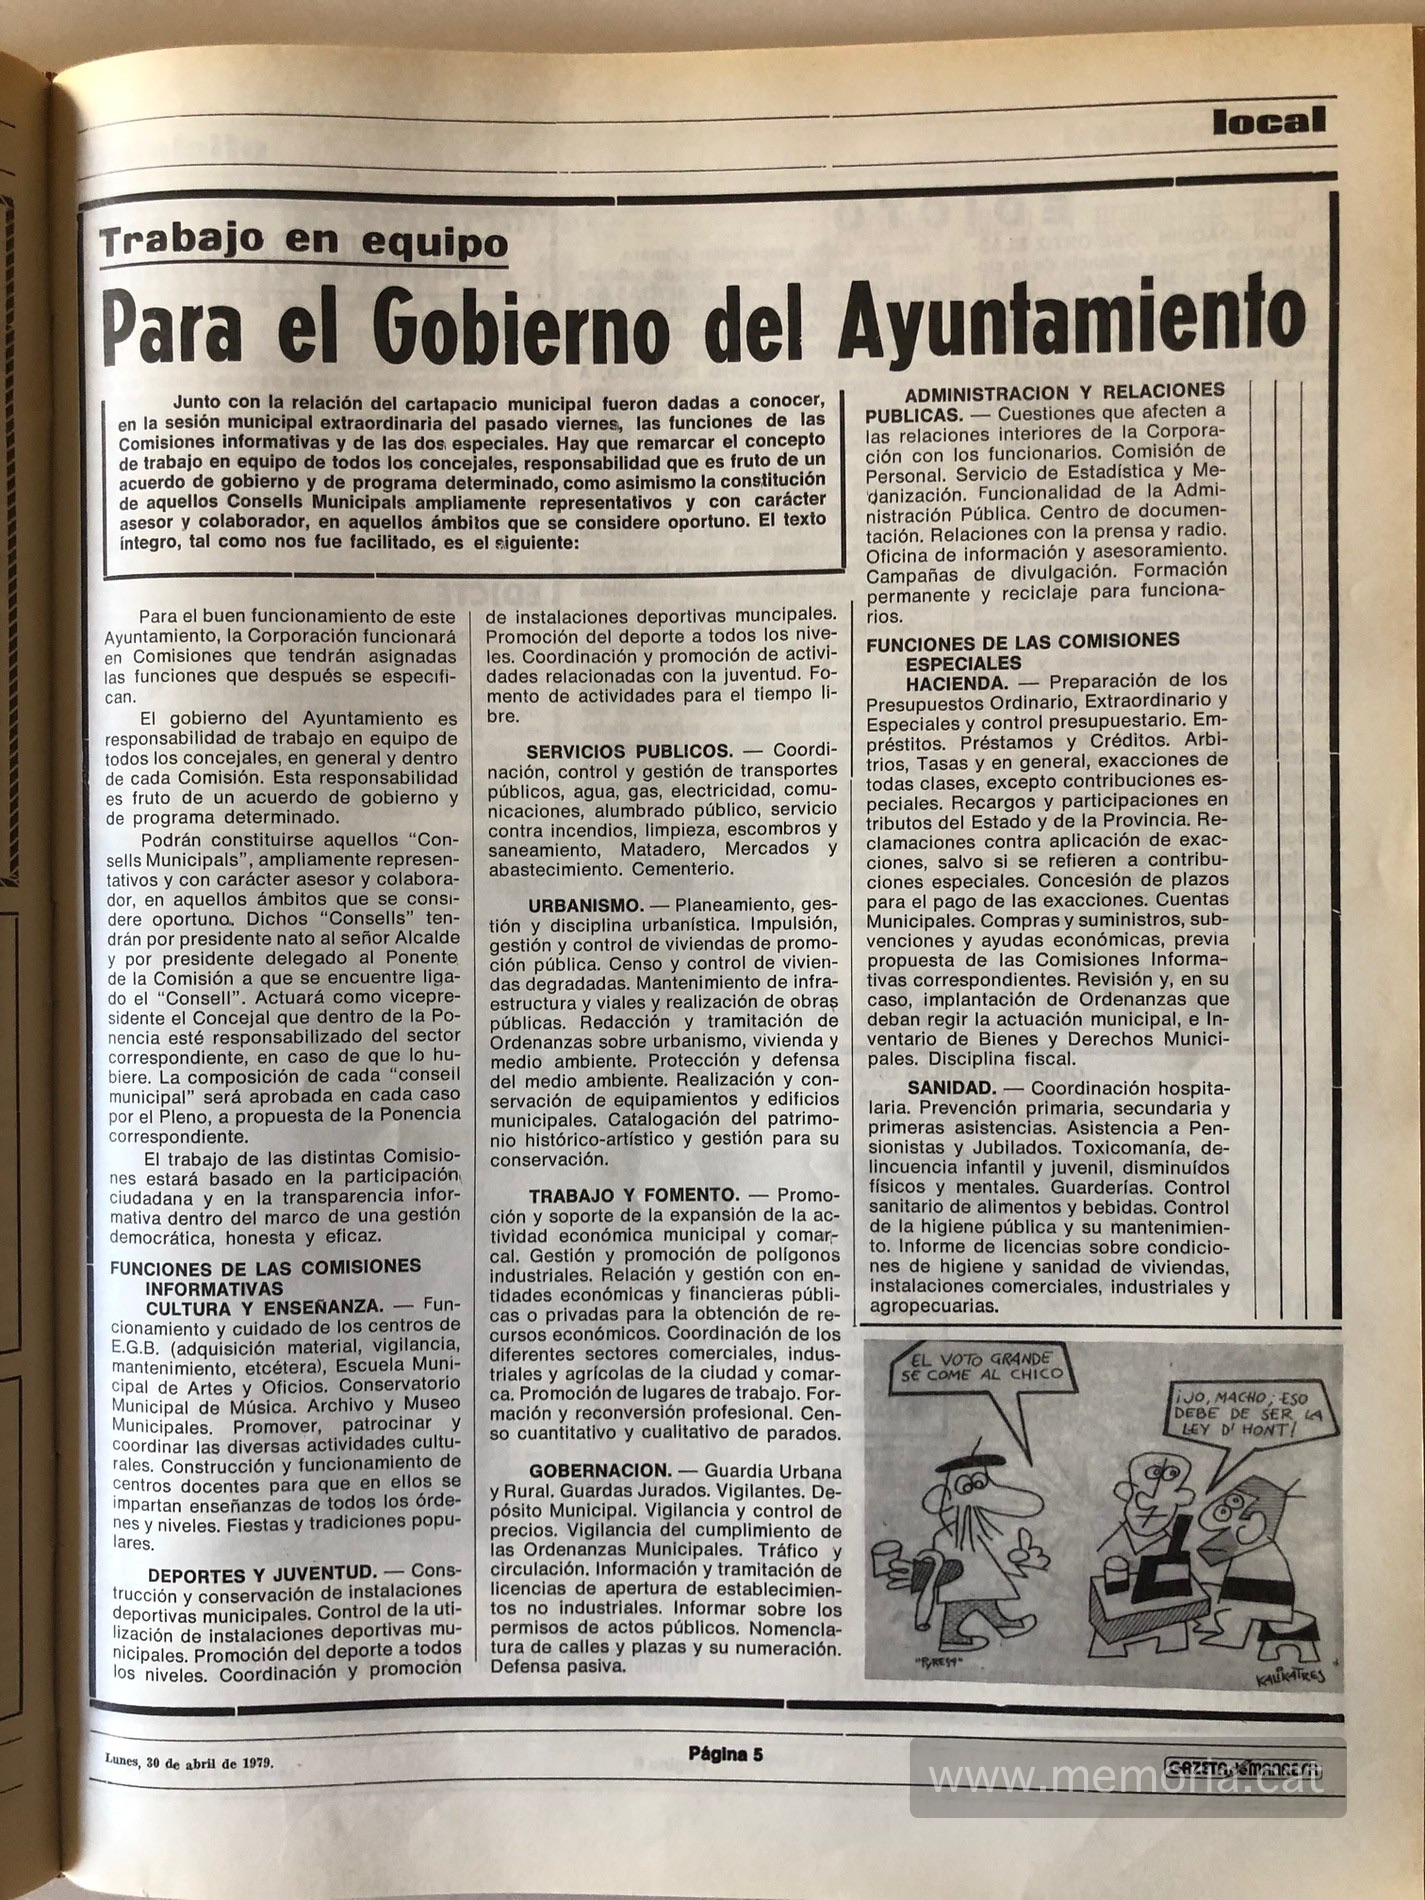 local
Trabajo en equipo
Para el Gobierno del Ayuntamiento
Junto con la relación del cartapacio municipal fueron dadas a conocer,
en la sesión municipal extraordinaria del pasado viernes, las funciones de las
Comisiones informativas y de las dos especiales. Hay que remarcar el concepto
de trabajo en equipo de todos los concejales, responsabilidad que es fruto de un
acuerdo de gobierno y de programa determinado, como asimismo la constitución
de aquellos Consells Municipals ampliamente representativos y con carácter
asesor y colaborador, en aquellos ámbitos que se considere oportuno. El texto
íntegro, tal como nos fue facilitado, es el siguiente:
Para el buen funcionamiento de este
Ayuntamiento, la Corporación funcionará
en Comisiones que tendrán asignadas
las funciones que después se especifi-
can.
El gobierno del Ayuntamiento es
responsabilidad de trabajo en equipo de
todos los concejales, en general y dentro
de cada Comisión. Esta responsabilidad
es fruto de un acuerdo de gobierno y
de programa determinado.
Podrán constituirse aquellos "Con-
sells Municipals", ampliamente represen-
tativos y con carácter asesor y colabora-
dor, en aquellos ámbitos que se consi-
dere oportuno. Dichos "Consells" ten-
drán por presidente nato al señor Alcalde
y por presidente delegado al Ponente
de la Comisión a que se encuentre liga-
do el "Consell". Actuará como vicepre-
sidente el Concejal que dentro de la Po-
nencia esté responsabilizado del sector
correspondiente, en caso de que lo hu-
biere. La composición de cada "consell
municipal" será aprobada en cada caso
por el Pleno, a propuesta de la Ponencia
correspondiente.
El trabajo de las distintas Comisio-
nes estará basado en la participación
ciudadana y en la transparencia infor-
mativa dentro del marco de una gestión
democrática, honesta y eficaz.
FUNCIONES DE LAS COMISIONES
INFORMATIVAS
CULTURA Y ENSEÑANZA. — Fun-
cionamiento y cuidado de los centros de
E.G.B. (adquisición material, vigilancia,
mantenimiento, etcétera), Escuela Muni-
cipal de Artes y Oficios. Conservatorio
Municipal de Música. Archivo y Museo
Municipales. Promover, patrocinar y
coordinar las diversas actividades cultu-
rales. Construcción y funcionamiento de
centros docentes para que en ellos se
impartan enseñanzas de todos los órde-
nes y niveles. Fiestas y tradiciones popu-
lares.
DEPORTES Y JUVENTUD. — Cons-
trucción y conservación de instalaciones
deportivas municipales. Control de la uti-
lización de instalaciones deportivas mu-
nicipales. Promoción del deporte a todos
los niveles. Coordinación y promoción
de instalaciones deportivas muncipales.
Promoción del deporte a todos los nive-
les. Coordinación y promoción de activi-
dades relacionadas con la juventud. Fo-
mento de actividades para el tiempo li-
bre.
SERVICIOS PUBLICOS. — Coordi-
nación, control y gestión de transportes
públicos, agua, gas, electricidad, comu-
nicaciones, alumbrado público, servicio
contra incendios, limpieza, escombros y
saneamiento, Matadero, Mercados y
abastecimiento. Cementerio.
URBANISMO. — Planeamiento, ges-
tión y disciplina urbanística. Impulsión,
gestión y control de viviendas de promo-
ción pública. Censo y control de vivien-
das degradadas. Mantenimiento de infra-
estructura y viales y realización de obras
públicas. Redacción y tramitación de
Ordenanzas sobre urbanismo, vivienda y
medio ambiente. Protección y defensa
del medio ambiente. Realización y con-
servación de equipamientos y edificios
municipales. Catalogación del patrimo-
nio histórico-artístico y gestión para su
conservación.
TRABAJO Y FOMENTO. — Promo-
ción y soporte de la expansión de la ac-
tividad económica municipal y comar-
cal. Gestión y promoción de polígonos
industriales. Relación y gestión con en-
tidades económicas y financieras públi-
cas o privadas para la obtención de re-
cursos económicos. Coordinación de los
diferentes sectores comerciales, indus-
triales y agrícolas de la ciudad y comar-
ca. Promoción de lugares de trabajo. For-
mación y reconversión profesional. Cen-
so cuantitativo y cualitativo de parados.
GOBERNACION. — Guardia Urbana
y Rural. Guardas Jurados. Vigilantes. De-
pósito Municipal. Vigilancia y control de
precios. Vigilancia del cumplimiento de
las Ordenanzas Municipales. Tráfico y
circulación. Información y tramitación de
licencias de apertura de establecimien-
tos no industriales. Informar sobre los
permisos de actos públicos. Nomencla-
tura de calles y plazas y su numeración.
Defensa pasiva.
ADMINISTRACION Y RELACIONES
PUBLICAS. — Cuestiones que afecten a
las relaciones interiores de la Corpora-
ción con los funcionarios. Comisión de
Personal. Servicio de Estadística y Me-
danización. Funcionalidad de la Admi-
nistración Pública. Centro de documen-
tación. Relaciones con la prensa y radio.
Oficina de información y asesoramiento.
Campañas de divulgación. Formación
permanente y reciclaje para funciona-
rios.
FUNCIONES DE LAS COMISIONES
ESPECIALES
HACIENDA. — Preparación de los
Presupuestos Ordinario, Extraordinario y
Especiales y control presupuestario. Em-
préstitos. Préstamos y Créditos. Arbi-
trios, Tasas y en general, exacciones de
todas clases, excepto contribuciones es-
peciales. Recargos y participaciones en
tributos del Estado y de la Provincia. Re-
clamaciones contra aplicación de exac-
ciones, salvo si se refieren a contribu-
ciones especiales. Concesión de plazos
para el pago de las exacciones. Cuentas
Municipales. Compras y suministros, sub-
venciones y ayudas económicas, previa
propuesta de las Comisiones Informa-
tivas correspondientes. Revisión y, en su
caso, implantación de Ordenanzas que
deban regir la actuación municipal, e In-
ventario de Bienes y Derechos Munici-
pales. Disciplina fiscal.
SANIDAD. — Coordinación hospita-
laria. Prevención primaria, secundaria y
primeras asistencias. Asistencia a Pen-
sionistas y Jubilados. Toxicomanía, de-
lincuencia infantil y juvenil, disminuídos
físicos y mentales. Guarderías. Control
sanitario de alimentos y bebidas. Control
de la higiene pública y su mantenimien-
to. Informe de licencias sobre condicio-
nes de higiene y sanidad de viviendas,
instalaciones comerciales, industriales y
agropecuarias.
EL VOTO GRANDE
SE COME AL CHICO
¡JO, MACHO; ESO
DEBE DE SER LA
LEY D'HONT!
"PYRESA"
KALIKATRES
Lunes, 30 de abril de 1979.
Página 5
GAZETA de MANRESA
www.memoria.cat